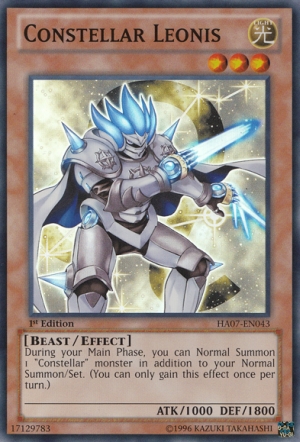 CONSTELLAR LEONIS
LIGHT
光
1st Edition
HA07-EN043
[BEAST / EFFECT]
During your Main Phase, you can Normal Summon
1 "Constellar" monster in addition to your Normal
Summon/Set. (You can only gain this effect once per
turn.)
ATK/1000 DEF/1800
17129783
©1996 KAZUKI TAKAHASHI